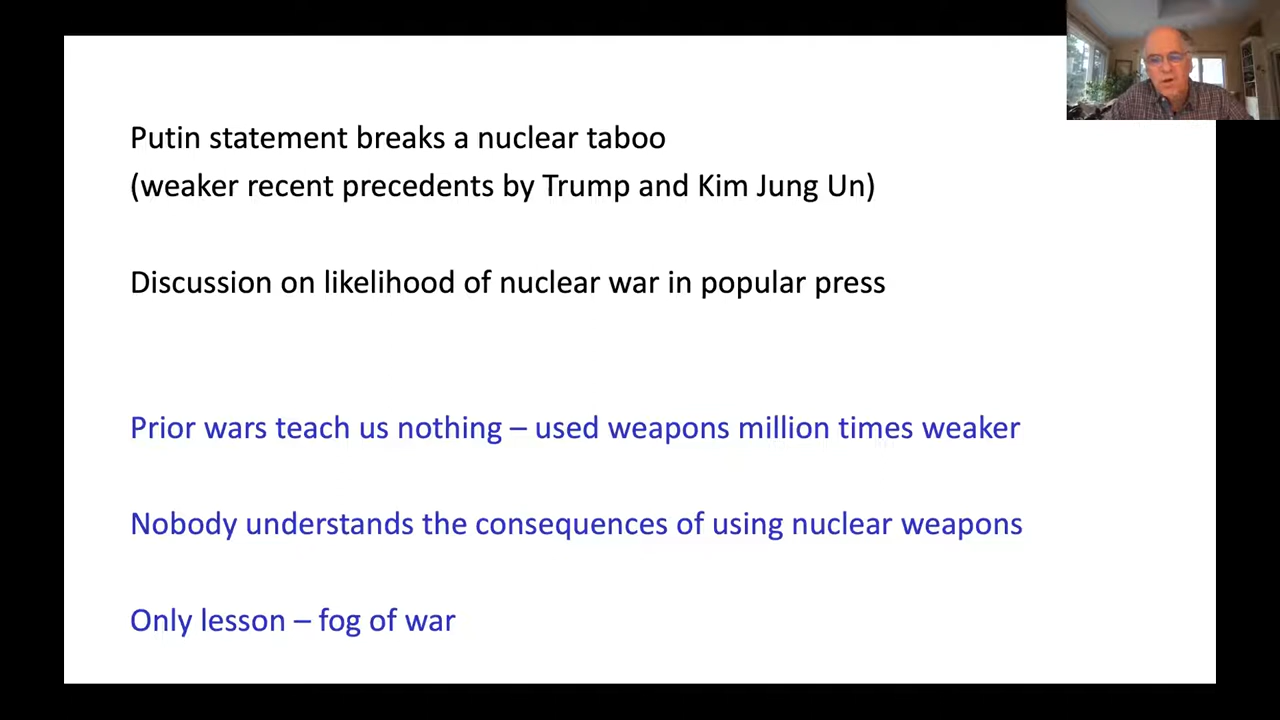 Putin statement breaks a nuclear taboo
(weaker recent precedents by Trump and Kim Jung Un)
Discussion on likelihood of nuclear war in popular press
Prior wars teach us nothing – used weapons million times weaker
Nobody understands the consequences of using nuclear weapons
Only lesson – fog of war